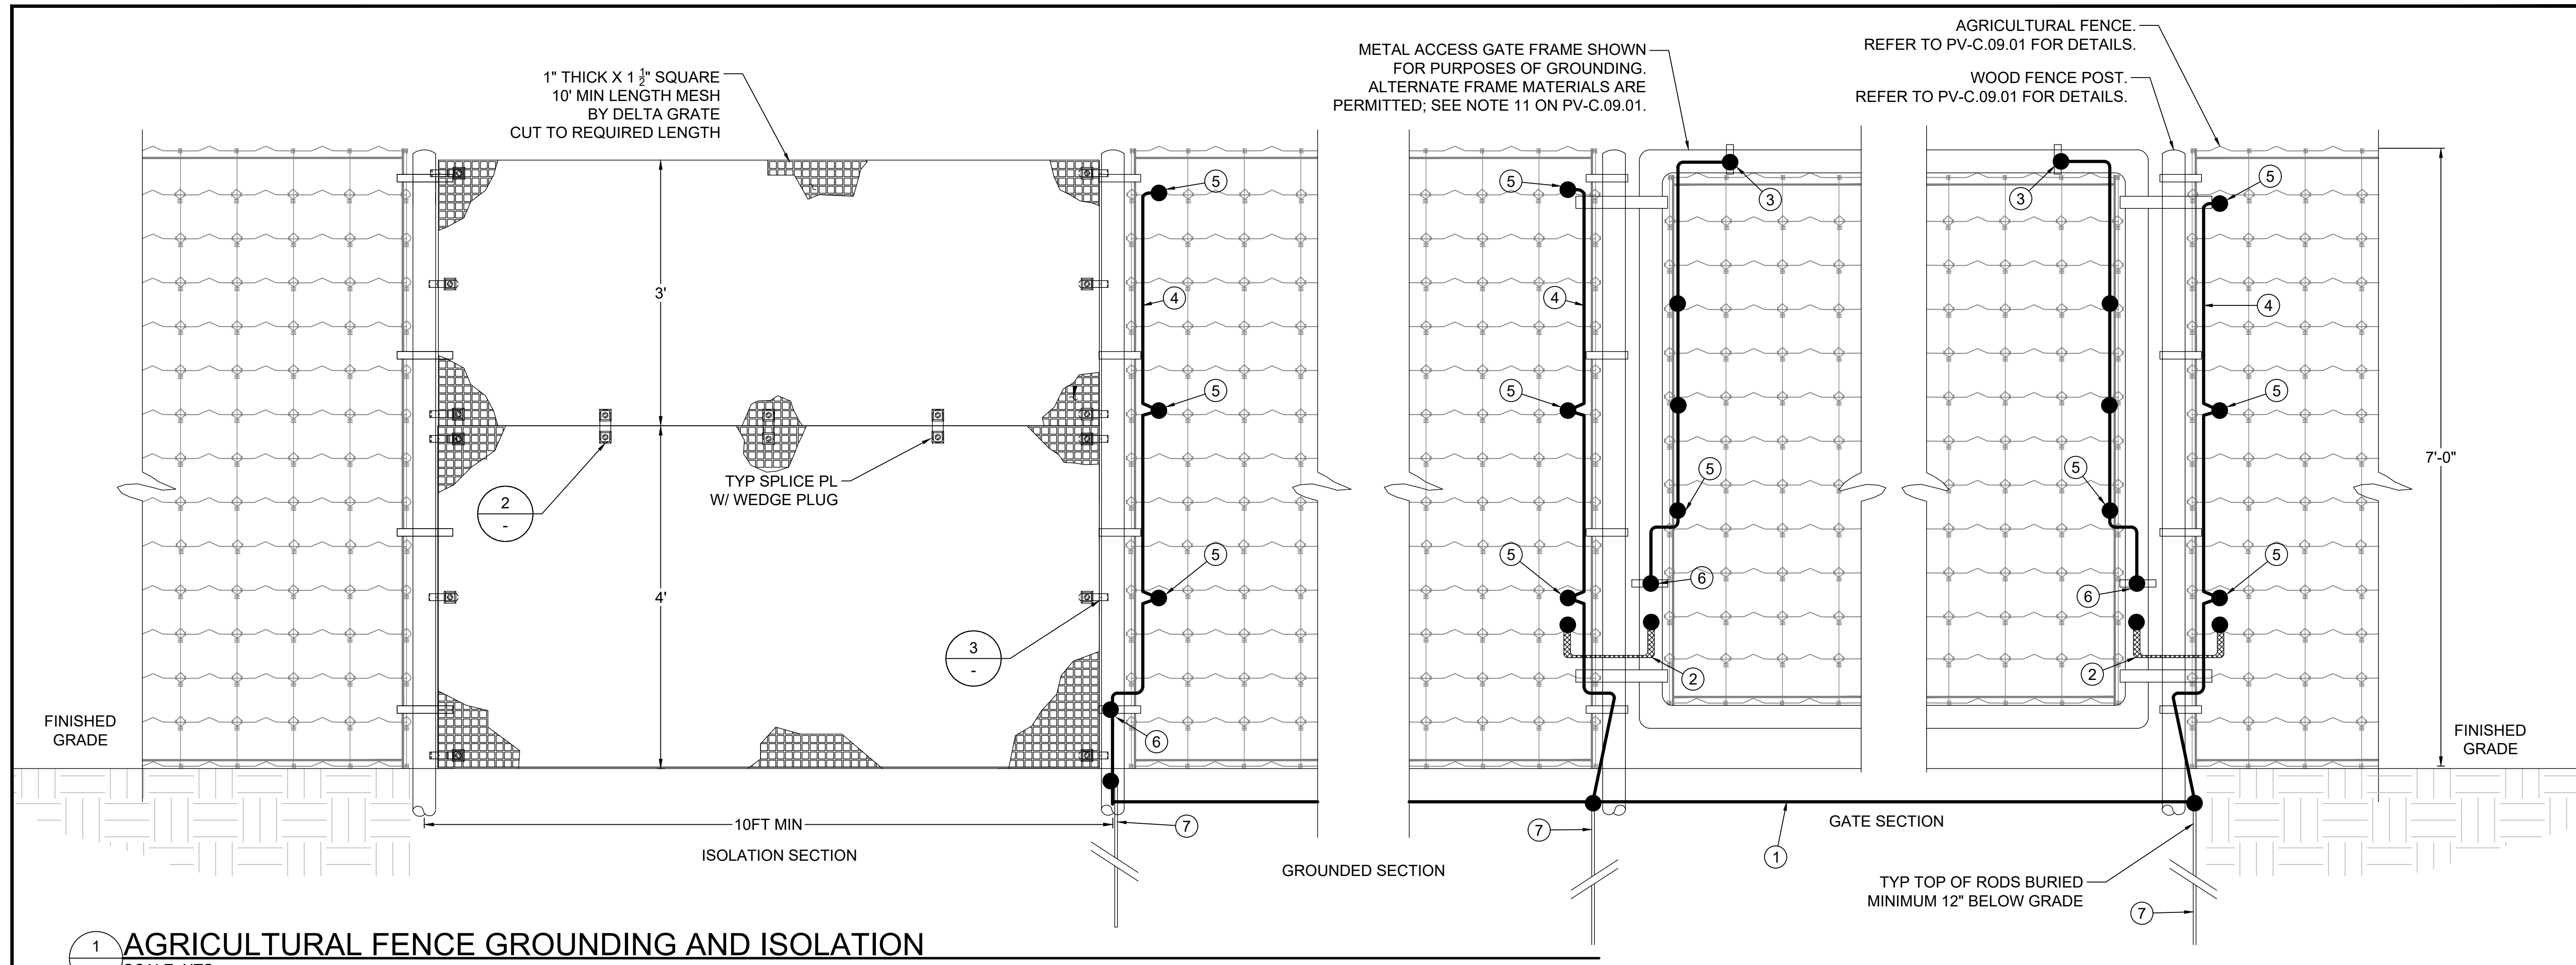 AGRICULTURAL FENCE.
REFER TO PV-C.09.01 FOR DETAILS.
METAL ACCESS GATE FRAME SHOWN
FOR PURPOSES OF GROUNDING.
ALTERNATE FRAME MATERIALS ARE
PERMITTED; SEE NOTE 11 ON PV-C.09.01.
WOOD FENCE POST.
REFER TO PV-C.09.01 FOR DETAILS.
1" THICK X 1 1/2" SQUARE
10' MIN LENGTH MESH
BY DELTA GRATE
CUT TO REQUIRED LENGTH
5
5
3
3
5
3'
4
4
4
5
5
5
7'-0"
5
5
TYP SPLICE PL
W/ WEDGE PLUG
2
-
5
5
5
6
6
4'
3
-
2
2
FINISHED
GRADE
6
FINISHED
GRADE
10FT MIN
7
7
GATE SECTION
ISOLATION SECTION
1
GROUNDED SECTION
TYP TOP OF RODS BURIED
MINIMUM 12" BELOW GRADE
7
1
AGRICULTURAL FENCE GROUNDING AND ISOLATION